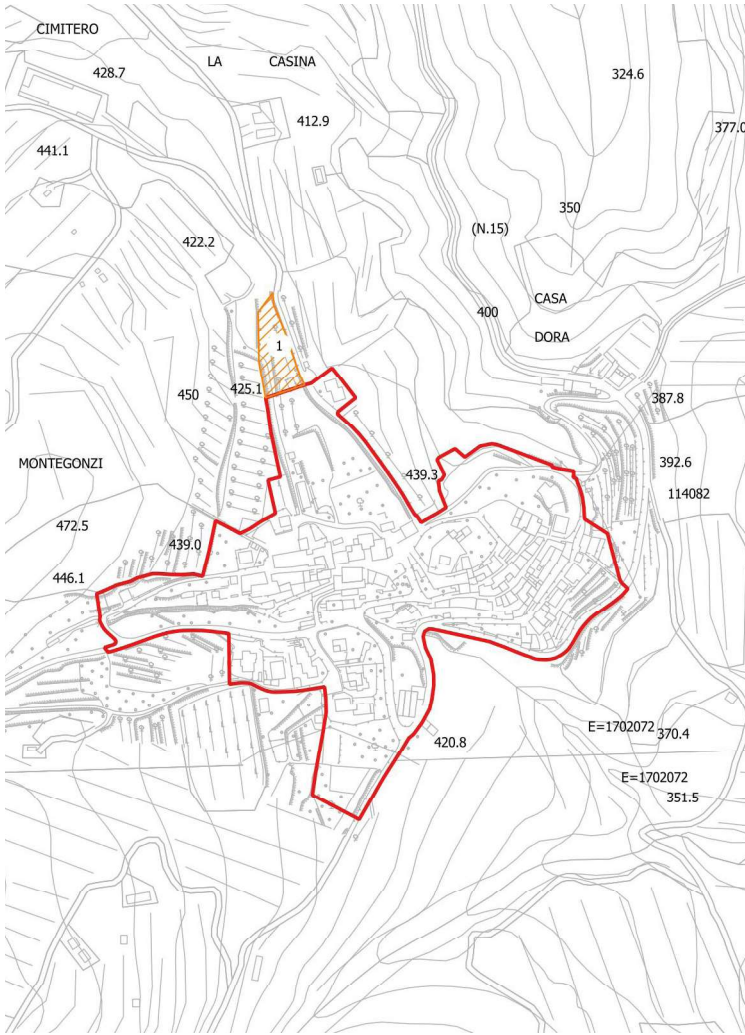 CIMITERO
428.7
LA CASINA
412.9
324.6
377.0
441.1
350
(N.15)
422.2
CASA
400
DORA
1
425.1
450
387.8
MONTEGONZI
392.6
439.3
114082
472.5
439.0
446.1
E=1702072
370.4
420.8
E=1702072
351.5